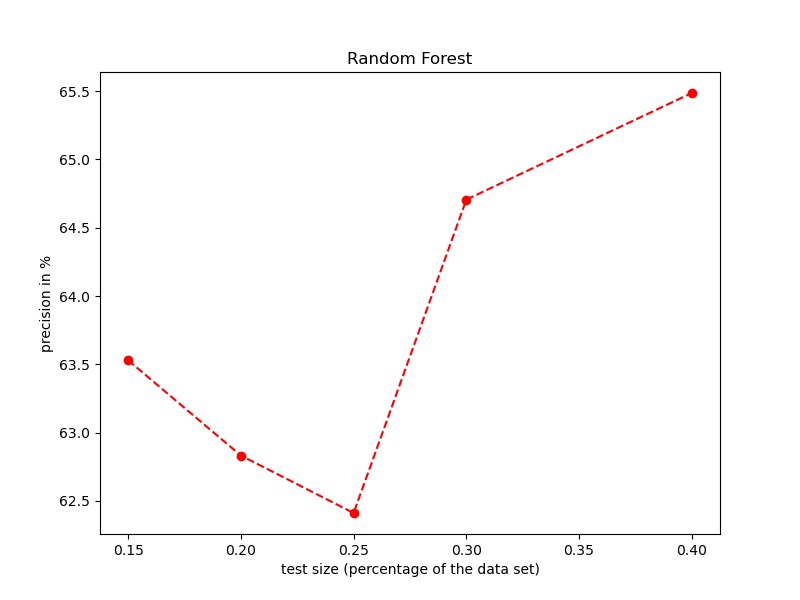 Random Forest
65.5
65.0
64.5
64.0
63.5
63.0
62.5
precision in %
0.15 0.20 0.25 0.30 0.35 0.40
test size (percentage of the data set)